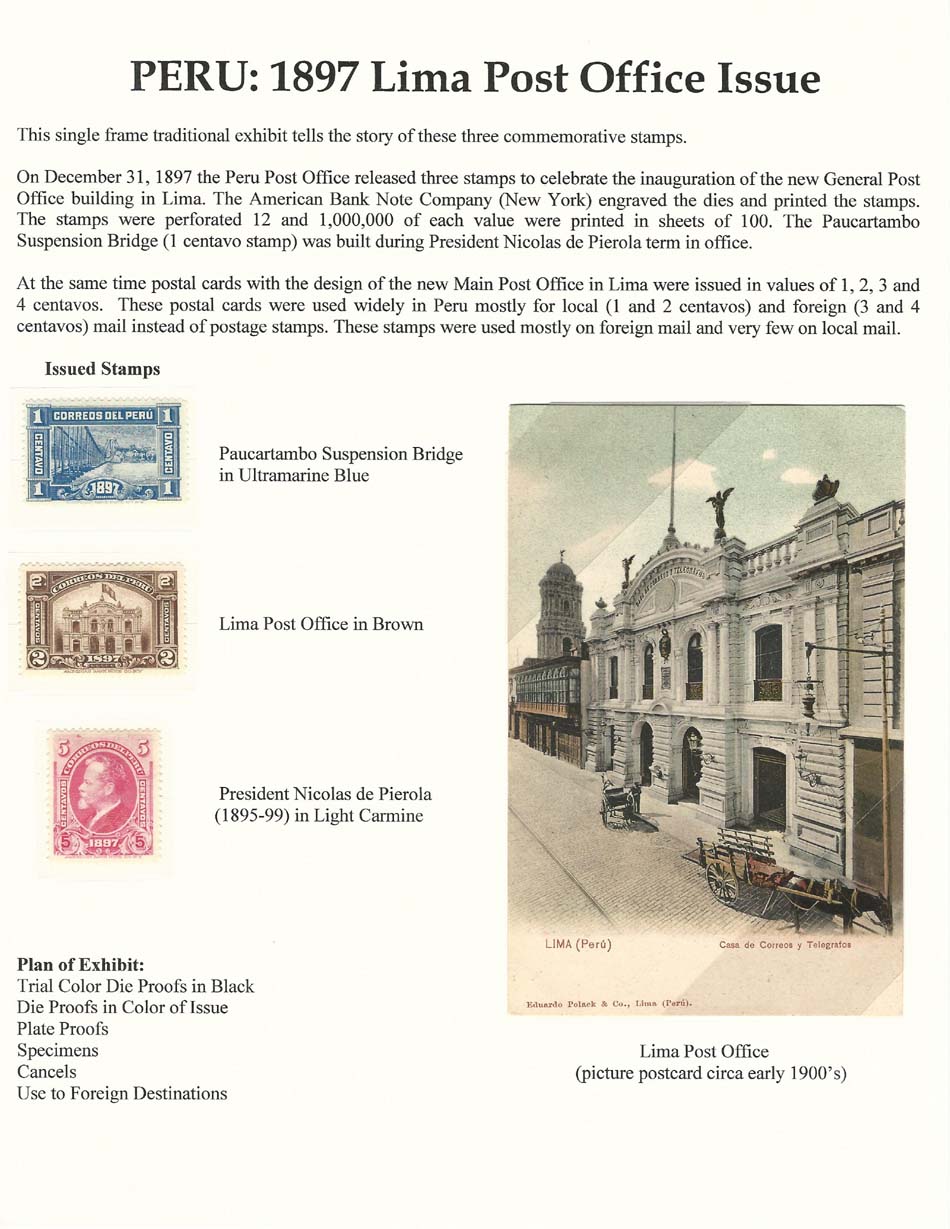 PERU: 1897 Lima Post Office Issue
This single frame traditional exhibit tells the story of these three commemorative stamps.
On December 31, 1897 the Peru Post Office released three stamps to celebrate the inauguration of the new General Post
Office building in Lima. The American Bank Note Company (New York) engraved the dies and printed the stamps.
The stamps were perforated 12 and 1,000,000 of each value were printed in sheets of 100. The Paucartambo
Suspension Bridge (1 centavo stamp) was built during President Nicolas de Pierola term in office.
At the same time postal cards with the design of the new Main Post Office in Lima were issued in values of 1, 2, 3 and
4 centavos. These postal cards were used widely in Peru mostly for local (1 and 2 centavos) and foreign (3 and 4
centavos) mail instead of postage stamps. These stamps were used mostly on foreign mail and very few on local mail.
Issued Stamps
1 CORREOS DEL PERÚ 1
CENTAVO CENTAVO
1 1897 1
Paucartambo Suspension Bridge
in Ultramarine Blue
2 CORREOS DEL PERU 2
CENTAVOS CENTAVOS
2 1897 2
Lima Post Office in Brown
5 CORREOS DEL PERU 5
CENTAVOS CENTAVOS
5 1897 5
President Nicolas de Pierola
(1895-99) in Light Carmine
LIMA (Perú) Casa de Correos y Telegrafos
Eduardo Polack & Co., Lima (Perú).
Lima Post Office
(picture postcard circa early 1900's)
Plan of Exhibit:
Trial Color Die Proofs in Black
Die Proofs in Color of Issue
Plate Proofs
Specimens
Cancels
Use to Foreign Destinations